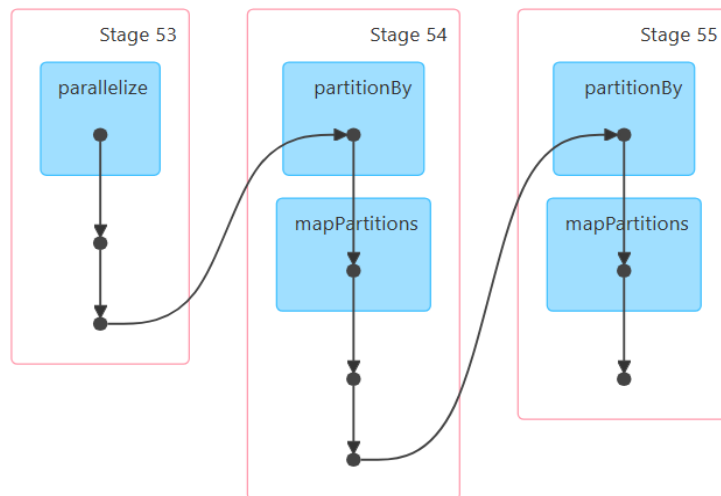 Stage 53
parallelize
Stage 54
partitionBy
mapPartitions
Stage 55
partitionBy
mapPartitions